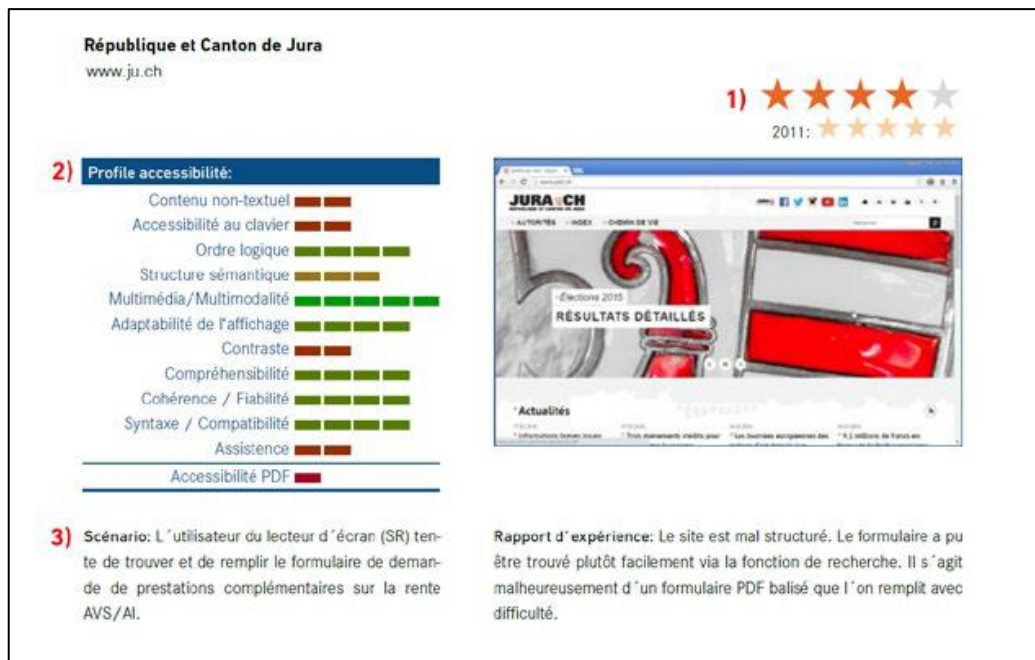 République et Canton de Jura
www.ju.ch
1)
2011:
2) Profile accessibilité:
Contenu non-textuel
Accessibilité au clavier
Ordre logique
Structure sémantique
Multimédia/Multimodalité
Adaptabilité de l'affichage
Contraste
Compréhensibilité
Cohérence / Fiabilité
Syntaxe / Compatibilité
Assistence
Accessibilité PDF
JURA CH
AUTORITÉS INDEX CHEMIN DE VIE
Élections 2015
RÉSULTATS DÉTAILLÉS
Actualités
3) Scénario: L´utilisateur du lecteur d´écran (SR) ten-
te de trouver et de remplir le formulaire de deman-
de de prestations complémentaires sur la rente
AVS/AI.
Rapport d´expérience: Le site est mal structuré. Le formulaire a pu
être trouvé plutôt facilement via la fonction de recherche. Il s´agit
malheureusement d´un formulaire PDF balisé que l´on remplit avec
difficulté.